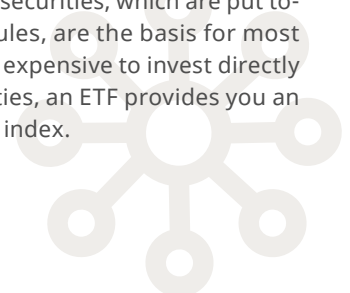 securities, which are put to-
ules, are the basis for most
expensive to invest directly
ties, an ETF provides you an
index.